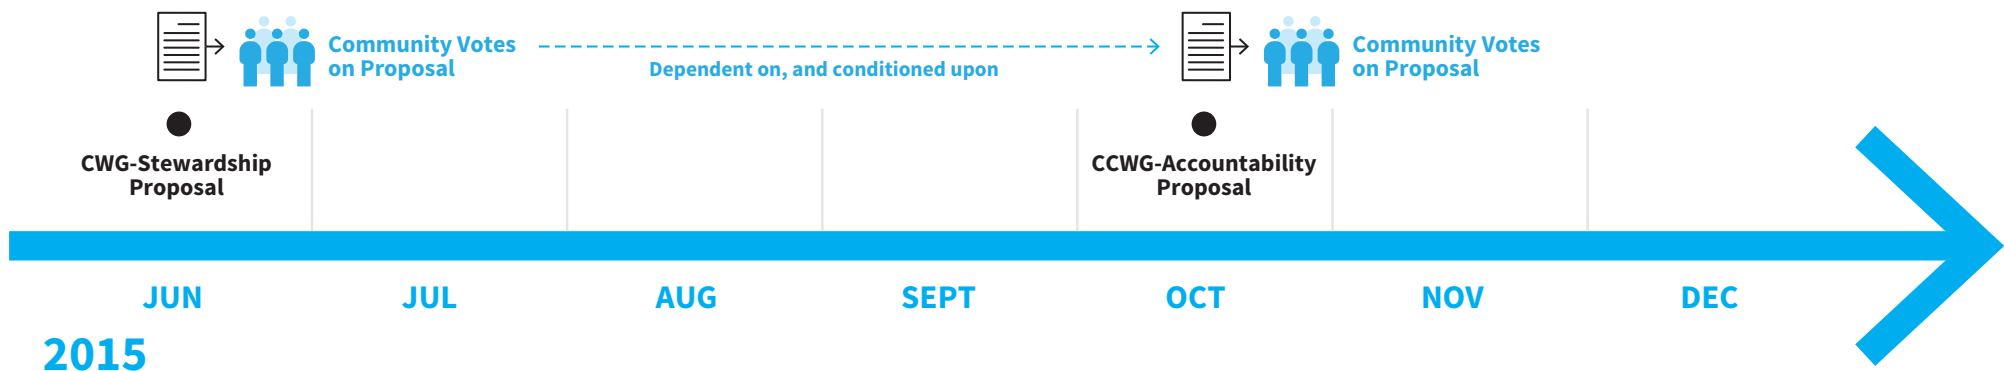 Community Votes
on Proposal
Dependent on, and conditioned upon
Community Votes
on Proposal
CWG-Stewardship
Proposal
CCWG-Accountability
Proposal
JUN
JUL
AUG
SEPT
OCT
NOV
DEC
2015